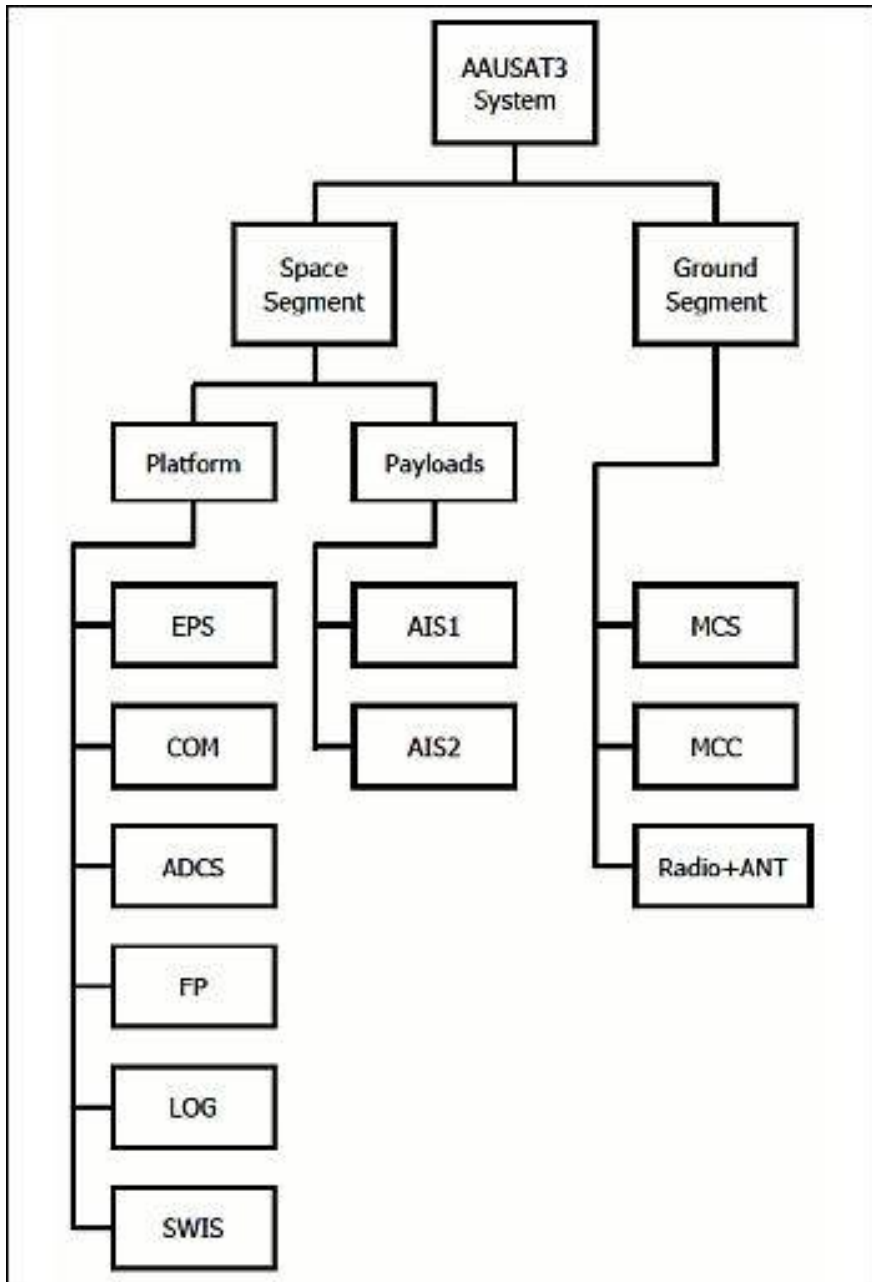 AAUSAT3
System
Space
Segment
Ground
Segment
Platform
Payloads
EPS
AIS1
MCS
COM
AIS2
MCC
ADCS
Radio+ANT
FP
LOG
SWIS